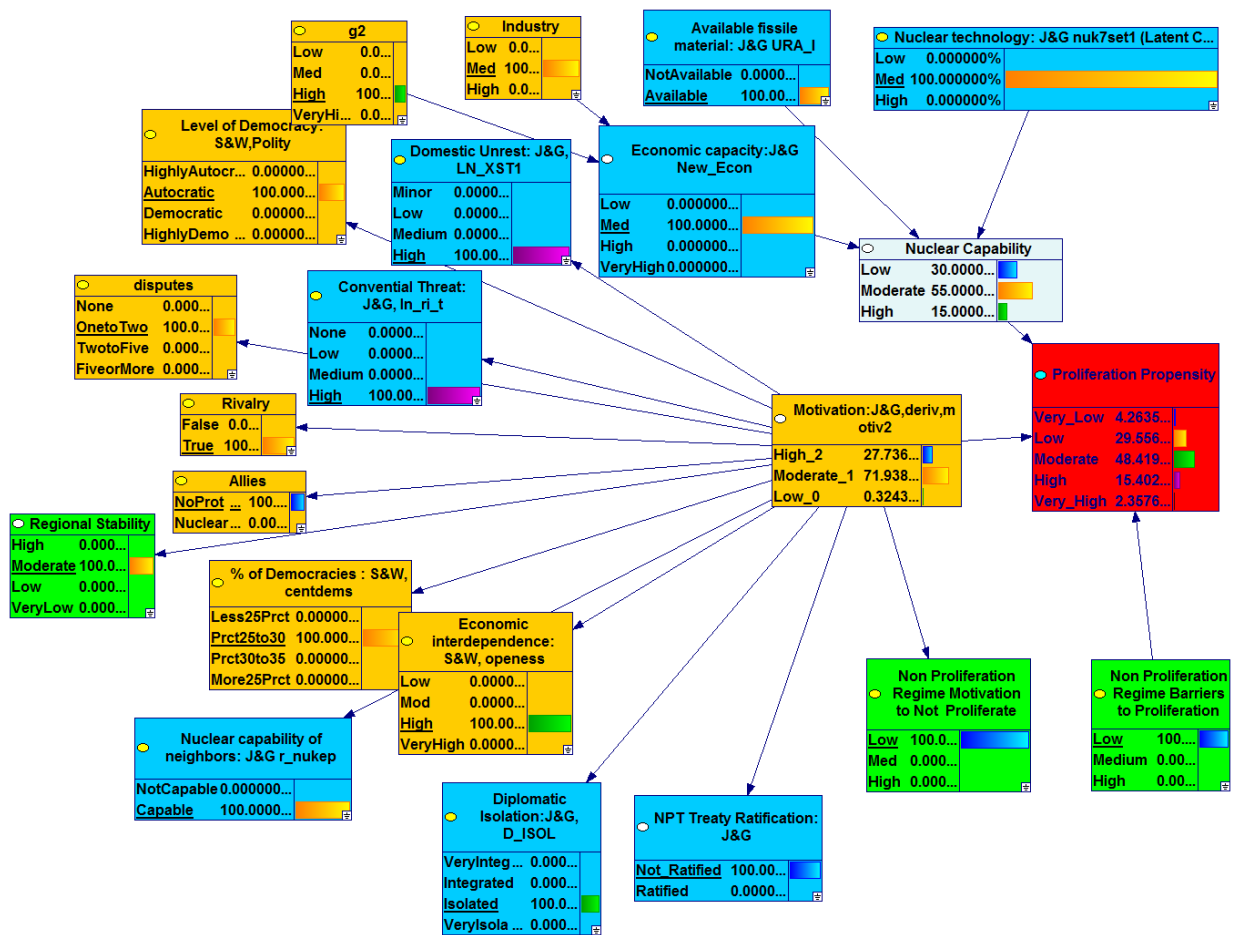 g2
Low 0.0...
Med 0.0...
High 100...
VeryHi... 0.0...
Industry
Low 0.0...
Med 100...
High 0.0...
Available fissile
material: J&G URA_I
NotAvailable 0.0000...
Available 100.00...
Nuclear technology: J&G nuk7set1 (Latent C...
Low 0.000000%
Med 100.000000%
High 0.000000%
Level of Democracy:
S&W,Polity
HighlyAutocr... 0.00000...
Autocratic 100.000...
Democratic 0.00000...
HighlyDemo ... 0.00000...
Domestic Unrest: J&G,
LN_XST1
Minor 0.0000...
Low 0.0000...
Medium 0.0000...
High 100.00...
Economic capacity:J&G
New_Econ
Low 0.000000...
Med 100.0000...
High 0.000000...
VeryHigh 0.000000...
Nuclear Capability
Low 30.0000...
Moderate 55.0000...
High 15.0000...
disputes
None 0.000...
OnetoTwo 100.0...
TwotoFive 0.000...
FiveorMore 0.000...
Convential Threat:
J&G, ln_ri_t
None 0.0000...
Low 0.0000...
Medium 0.0000...
High 100.00...
Proliferation Propensity
Very_Low 4.2635...
Low 29.556...
Moderate 48.419...
High 15.402...
Very_High 2.3576...
Rivalry
False 0.0...
True 100...
Motivation:J&G,deriv,m
otiv2
High_2 27.736...
Moderate_1 71.938...
Low_0 0.3243...
Allies
NoProt ... 100....
Nuclear ... 0.00...
Regional Stability
High 0.000...
Moderate 100.0...
Low 0.000...
VeryLow 0.000...
% of Democracies : S&W,
centdems
Less25Prct 0.00000...
Prct25to30 100.000...
Prct30to35 0.00000...
More25Prct 0.00000...
Economic
interdependence:
S&W, openess
Low 0.0000...
Mod 0.0000...
High 100.00...
VeryHigh 0.0000...
Non Proliferation
Regime Motivation
to Not Proliferate
Low 100.0...
Med 0.000...
High 0.000...
Non Proliferation
Regime Barriers
to Proliferation
Low 100....
Medium 0.00...
High 0.00...
Nuclear capability of
neighbors: J&G r_nukep
NotCapable 0.000000...
Capable 100.0000...
Diplomatic
Isolation:J&G,
D_ISOL
VeryInteg ... 0.000...
Integrated 0.000...
Isolated 100.0...
VeryIsola ... 0.000...
NPT Treaty Ratification:
J&G
Not_Ratified 100.00...
Ratified 0.0000...